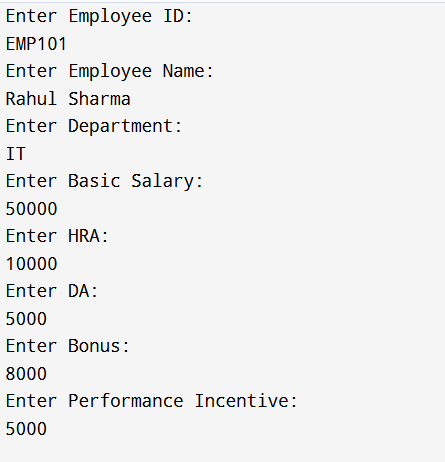 Enter Employee ID:
EMP101
Enter Employee Name:
Rahul Sharma
Enter Department:
IT
Enter Basic Salary:
50000
Enter HRA:
10000
Enter DA:
5000
Enter Bonus:
8000
Enter Performance Incentive:
5000